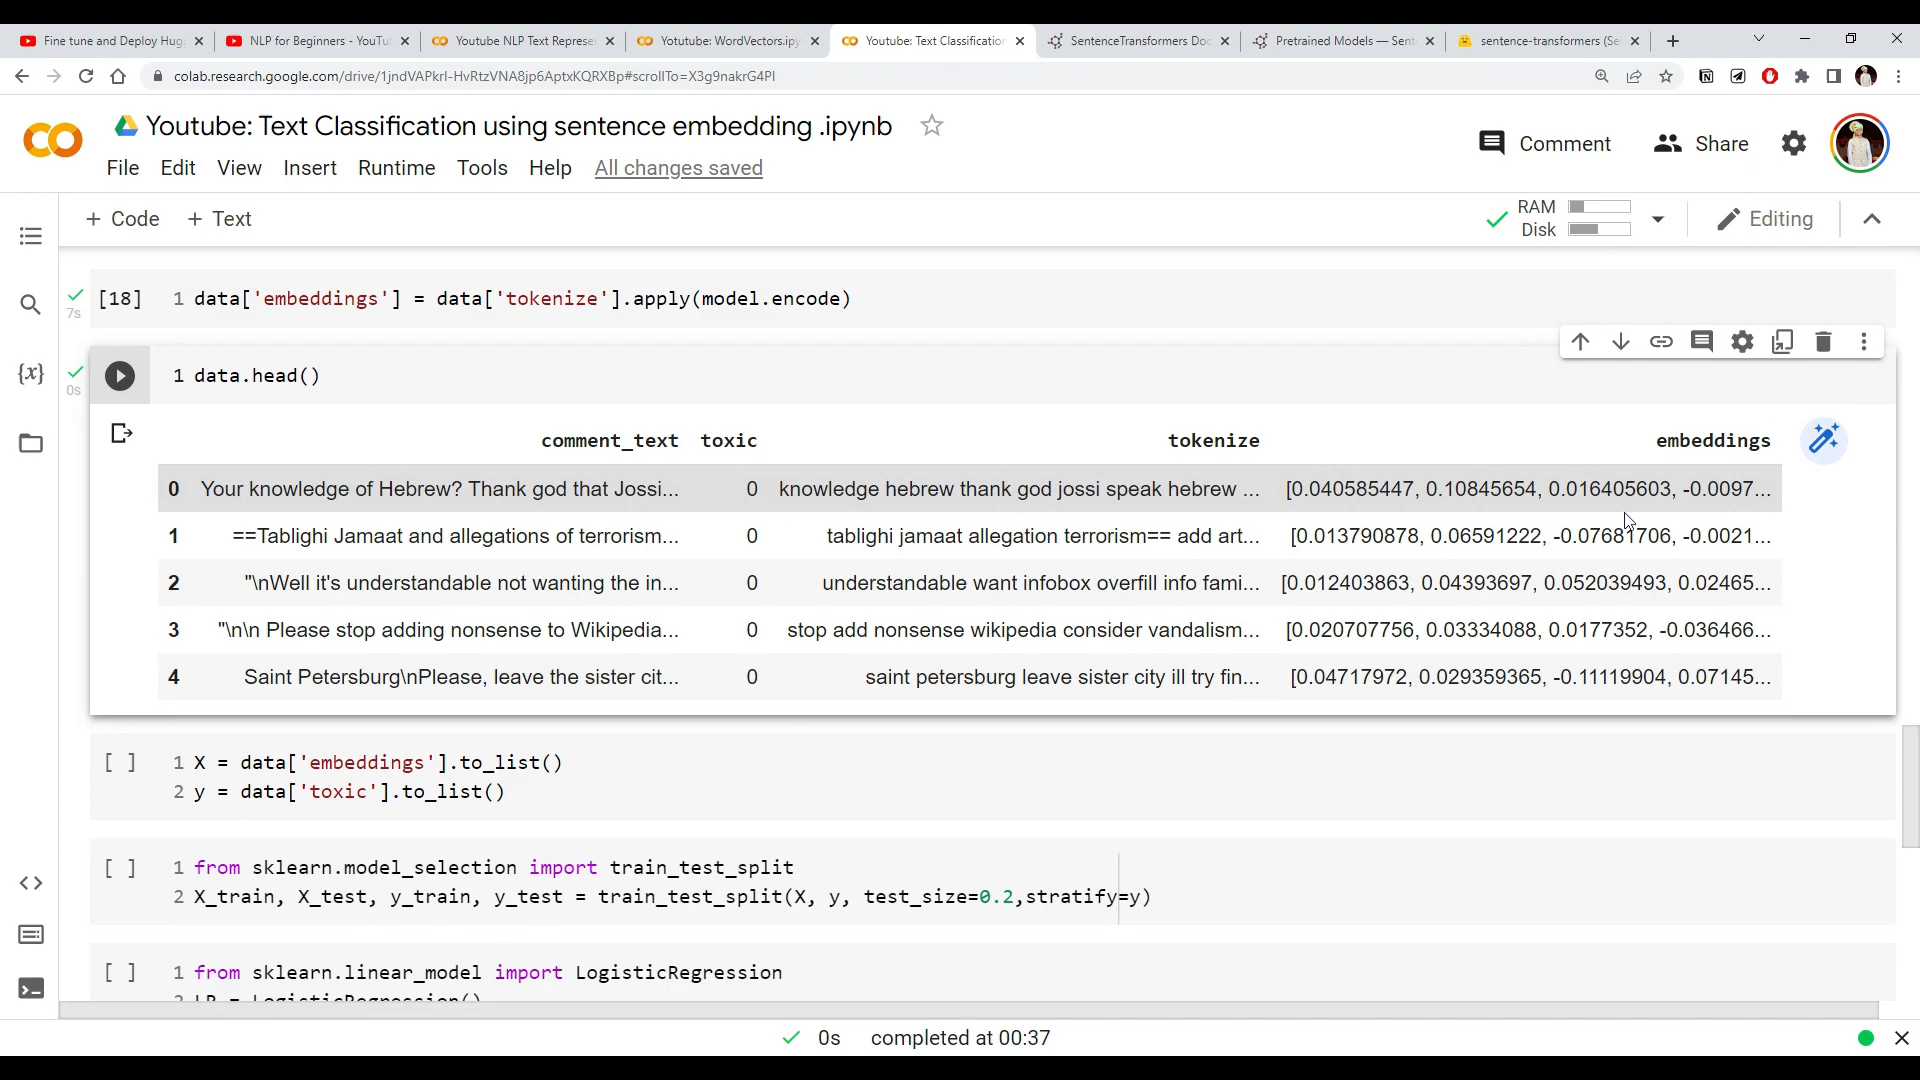 Fine tune and Deploy Hug
NLP for Beginners - YouTu
Youtube NLP Text Represe
Yotutube: WordVectors.ipy
Youtube: Text Classification
SentenceTransformers Doc
Pretrained Models — Sent
sentence-transformers (Se
colab.research.google.com/drive/1jndVAPkrI-HvRtzVNA8jp6AptxKQRXBp#scrollTo=X3g9nakrG4PI
Youtube: Text Classification using sentence embedding .ipynb
Comment
Share
File Edit View Insert Runtime Tools Help All changes saved
+ Code + Text
RAM
Disk
Editing
[18] 1 data['embeddings'] = data['tokenize'].apply(model.encode)
7s
1 data.head()
0s
comment_text toxic tokenize embeddings
0 Your knowledge of Hebrew? Thank god that Jossi... 0 knowledge hebrew thank god jossi speak hebrew ... [0.040585447, 0.10845654, 0.016405603, -0.0097...
1 ==Tablighi Jamaat and allegations of terrorism... 0 tablighi jamaat allegation terrorism== add art... [0.013790878, 0.06591222, -0.07681706, -0.0021...
2 "\nWell it's understandable not wanting the in... 0 understandable want infobox overfill info fami... [0.012403863, 0.04393697, 0.052039493, 0.02465...
3 "\n\n Please stop adding nonsense to Wikipedia... 0 stop add nonsense wikipedia consider vandalism... [0.020707756, 0.03334088, 0.0177352, -0.036466...
4 Saint Petersburg\nPlease, leave the sister cit... 0 saint petersburg leave sister city ill try fin... [0.04717972, 0.029359365, -0.11119904, 0.07145...
[ ] 1 X = data['embeddings'].to_list()
2 y = data['toxic'].to_list()
[ ] 1 from sklearn.model_selection import train_test_split
2 X_train, X_test, y_train, y_test = train_test_split(X, y, test_size=0.2,stratify=y)
[ ] 1 from sklearn.linear_model import LogisticRegression
2 LR = LogisticRegression()
0s completed at 00:37